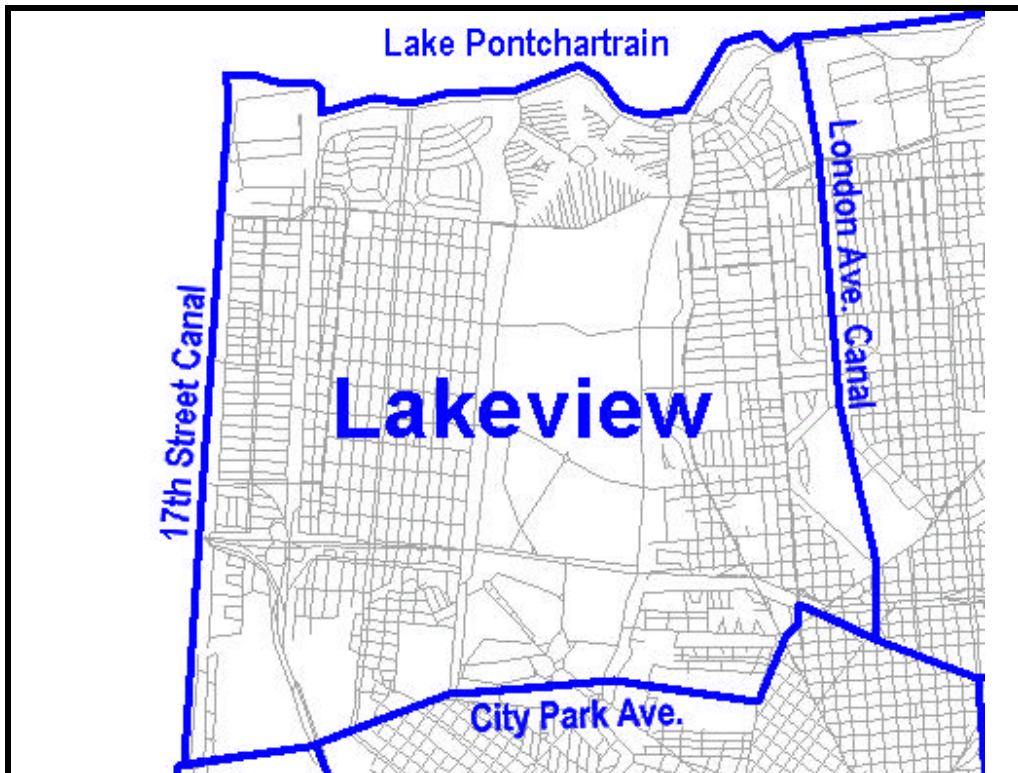 Lake Pontchartrain
London Ave. Canal
17th Street Canal
Lakeview
City Park Ave.